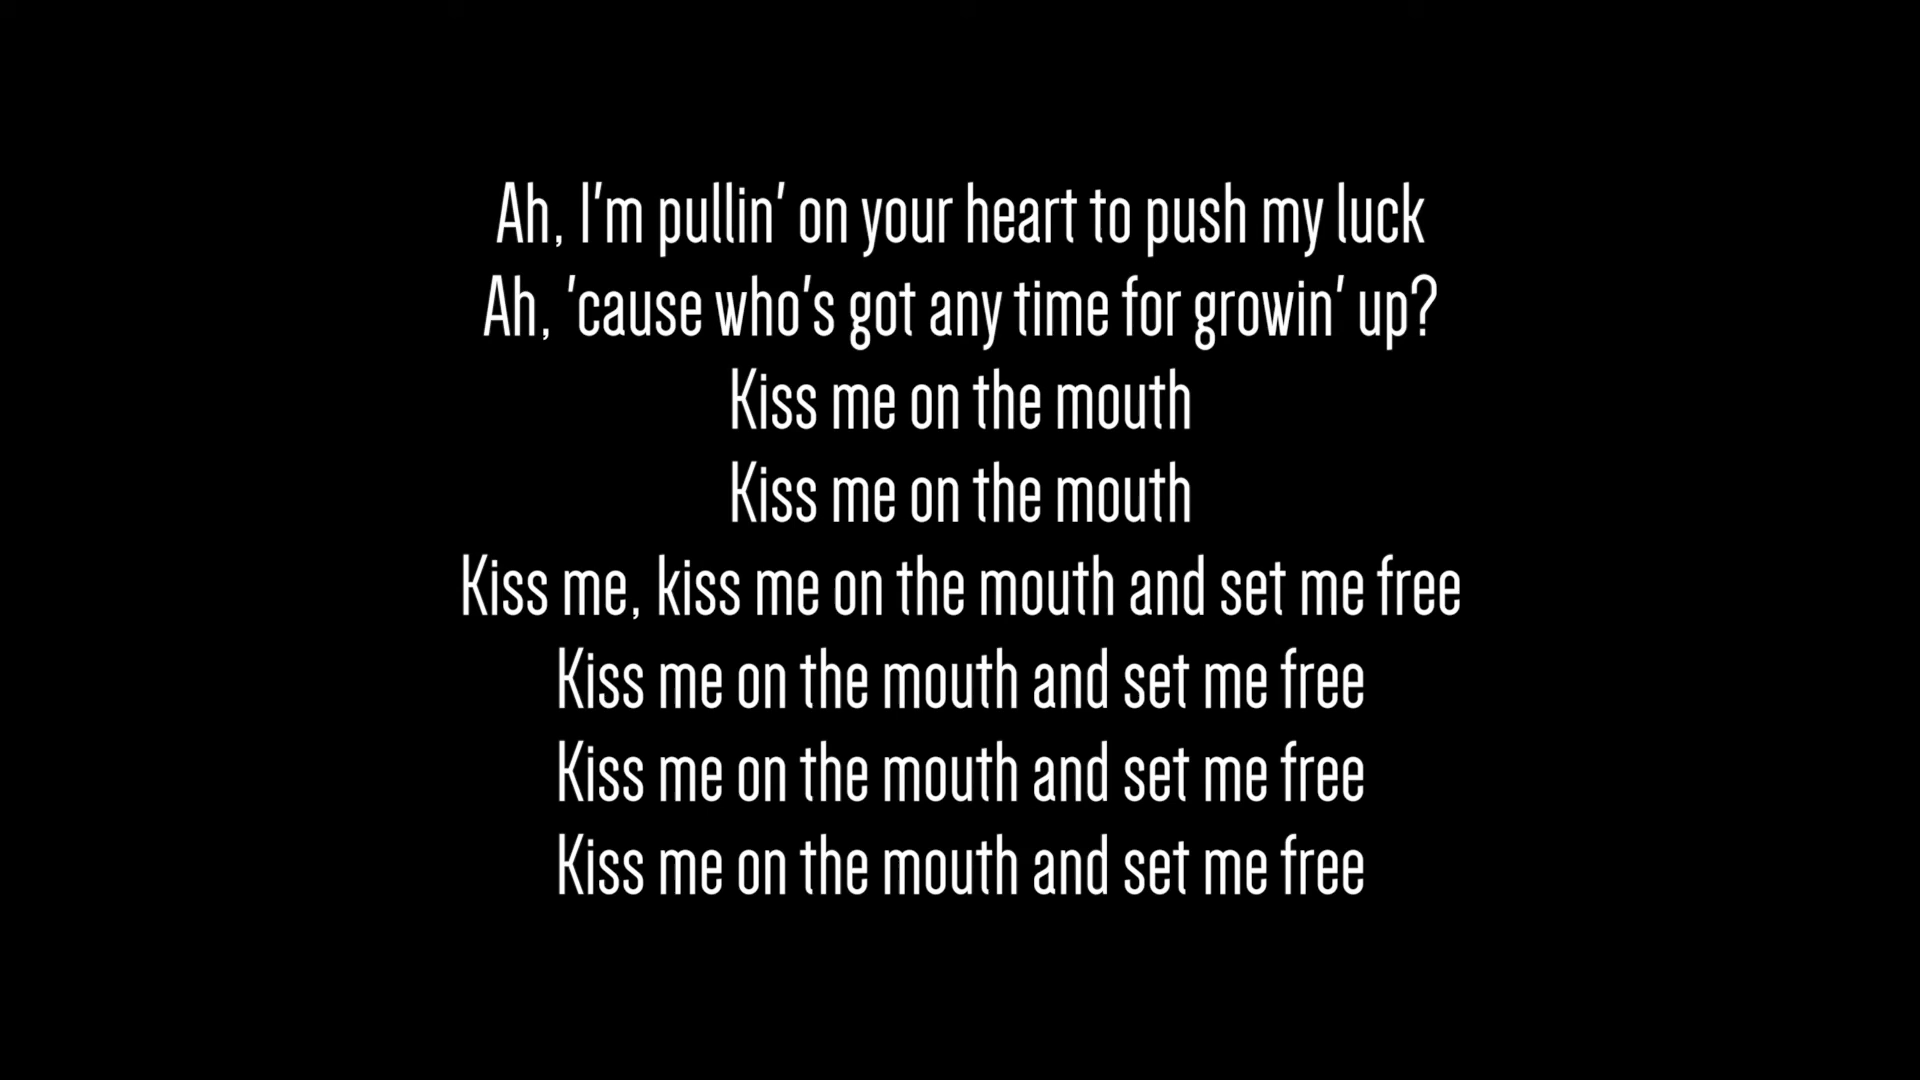 Ah, I'm pullin' on your heart to push my luck
Ah, 'cause who's got any time for growin' up?
Kiss me on the mouth
Kiss me on the mouth
Kiss me, kiss me on the mouth and set me free
Kiss me on the mouth and set me free
Kiss me on the mouth and set me free
Kiss me on the mouth and set me free